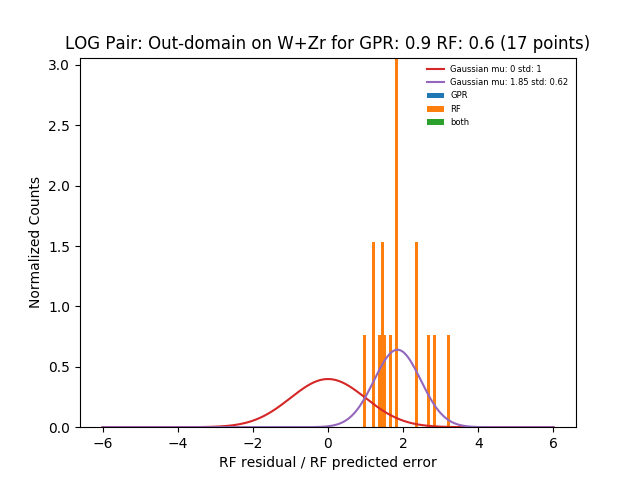 LOG Pair: Out-domain on W+Zr for GPR: 0.9 RF: 0.6 (17 points)
Gaussian mu: 0 std: 1
Gaussian mu: 1.85 std: 0.62
GPR
RF
both
Normalized Counts
3.0
2.5
2.0
1.5
1.0
0.5
0.0
−6 −4 −2 0 2 4 6
RF residual / RF predicted error